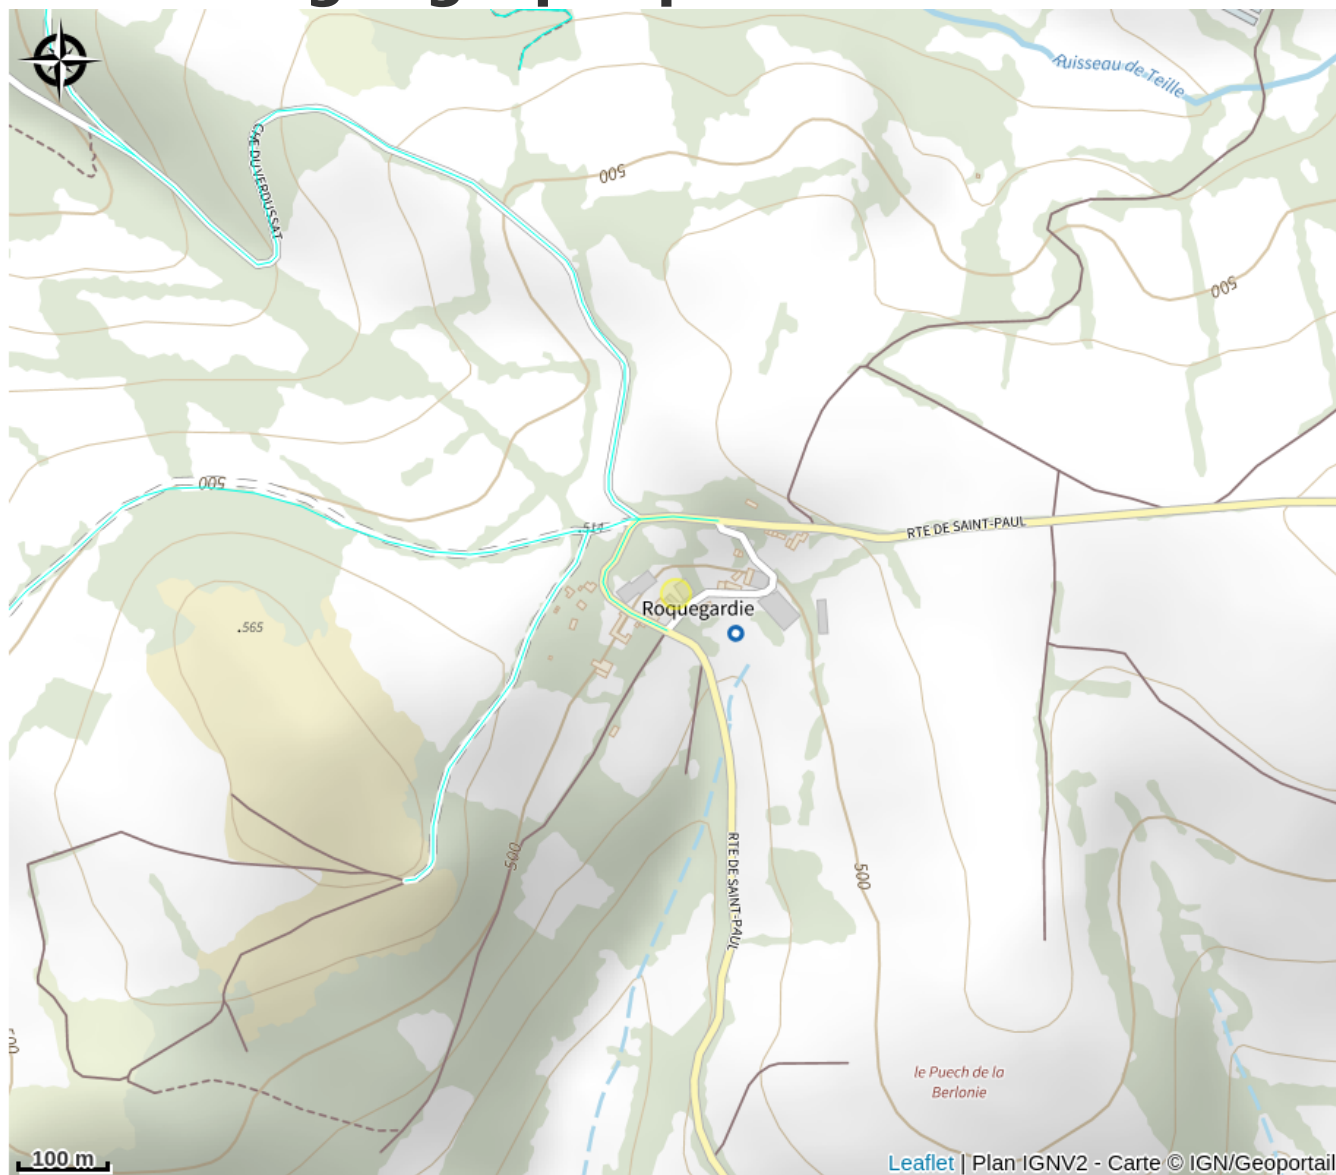 Ruisseau de Teille
CHE DU VERDUSSAT
500
500
500
.514
RTE DE SAINT-PAUL
Roquegardie
.565
RTE DE SAINT-PAUL
500
500
le Puech de la
Berlonie
100 m
Leaflet | Plan IGNV2 - Carte © IGN/Geoportail